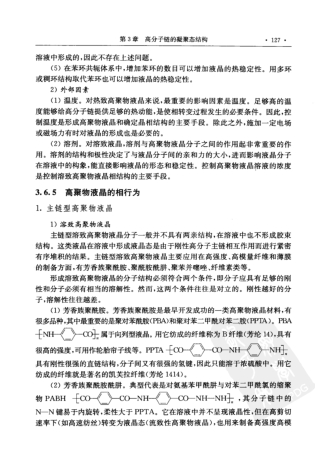 第3章 高分子链的凝聚态结构 ·127·
溶液中形成的,因此不存在上述问题。
(5)在苯环共轭体系中,增加苯环的数目可以增加液晶的热稳定性。用多环
或稠环结构取代苯环也可以增加液晶的热稳定性。
2)外部因素
(1)温度。对热致高聚物液晶来说,最重要的影响因素是温度。足够高的温
度能够给高分子链提供足够的热动能,是使相转变过程发生的必要条件。因此,控
制温度是形成高聚物液晶和确定晶相结构的主要手段。除此之外,施加一定电场
或磁场力有时对液晶的形成也是必要的。
(2)溶剂。对溶致液晶,溶剂与高聚物液晶分子之间的作用起非常重要的作
用。溶剂的结构和极性决定了与液晶分子间的亲和力的大小,进而影响液晶分子
在溶液中的构象,能直接影响液晶的形态和稳定性。控制高聚物液晶溶液的浓度
是控制溶致高聚物液晶相结构的主要手段。
3.6.5 高聚物液晶的相行为
1. 主链型高聚物液晶
1)溶致高聚物液晶
主链型溶致高聚物液晶分子一般并不具有两亲结构,在溶液中也不形成胶束
结构。这类液晶在溶液中形成液晶态是由于刚性高分子主链相互作用而进行紧密
有序堆积的结果。主链型溶致高聚物液晶主要应用在高强度、高模量纤维和薄膜
的制备方面,有芳香族聚酰胺、聚酰胺酰肼、聚苯并噻唑、纤维素类等。
形成溶致高聚物液晶的分子结构必须符合两个条件,即分子应具有足够的刚
性和分子必须有相当的溶解性。然而,这两个条件往往是对立的。刚性越好的分
子,溶解性往往越差。
(1)芳香族聚酰胺。芳香族聚酰胺是最早开发成功的一类高聚物液晶材料,有
很多品种,其中最重要的是聚对苯酰胺(PBA)和聚对苯二甲酰对苯二胺(PPTA)。PBA
[NH—CO]ₙ属于向列型液晶。用它纺成的纤维称为B纤维(芳纶14),具有
很高的强度,可用作轮胎帘子线等。PPTA [CO—CO—NH—NH]ₙ
具有刚性很强的直链结构,分子间又有很强的氢键,因此只能溶于浓硫酸中。用它
纺成的纤维就是著名的凯芙拉纤维(芳纶1414)。
(2)芳香族聚酰胺酰肼。典型代表是对氨基苯甲酰肼与对苯二甲酰氯的缩聚
物 PABH [CO—CO—NH—CO—NH—NH]ₙ,其分子链中的
N—N键易于内旋转,柔性大于PPTA。它在溶液中并不呈现液晶性,但在高剪切
速率下(如高速纺丝)转变为液晶态(流致性高聚物液晶),也用来制备高强度高模